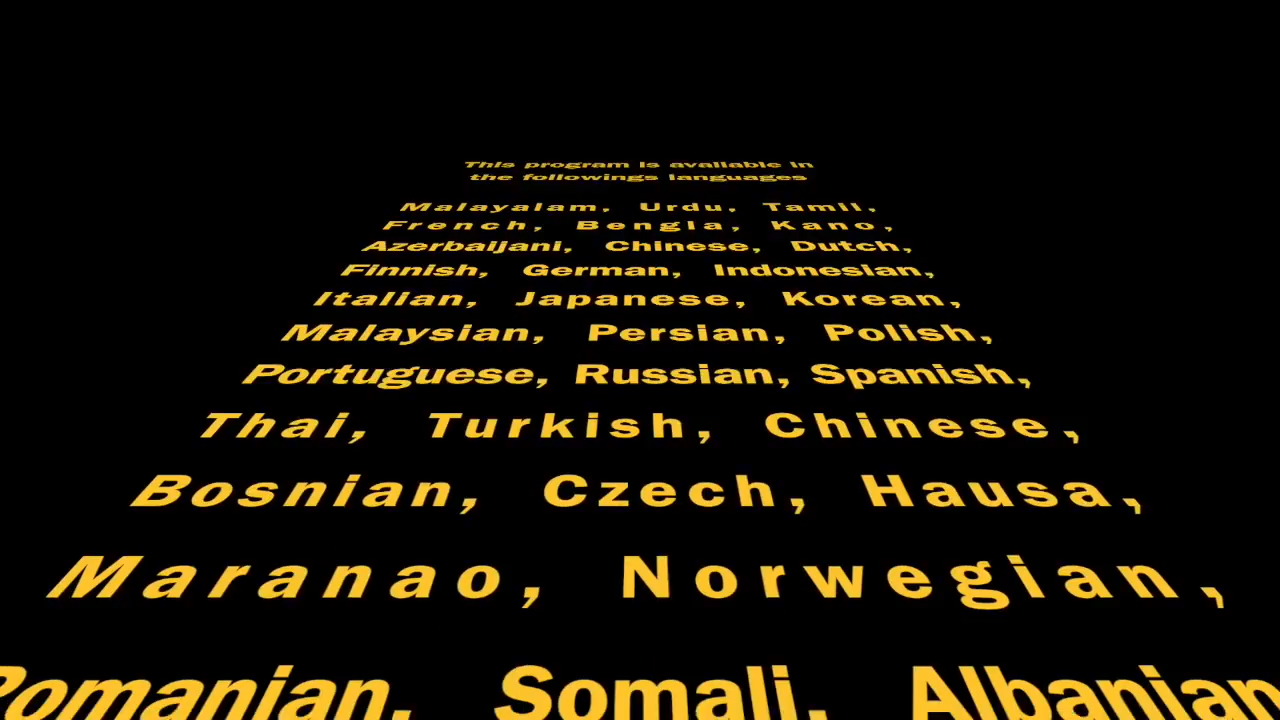 This program is available in
the followings languages
Malayalam, Urdu, Tamil,
French, Bengla, Kano,
Azerbaijani, Chinese, Dutch,
Finnish, German, Indonesian,
Italian, Japanese, Korean,
Malaysian, Persian, Polish,
Portuguese, Russian, Spanish,
Thai, Turkish, Chinese,
Bosnian, Czech, Hausa,
Maranao, Norwegian,
Romanian, Somali, Albanian